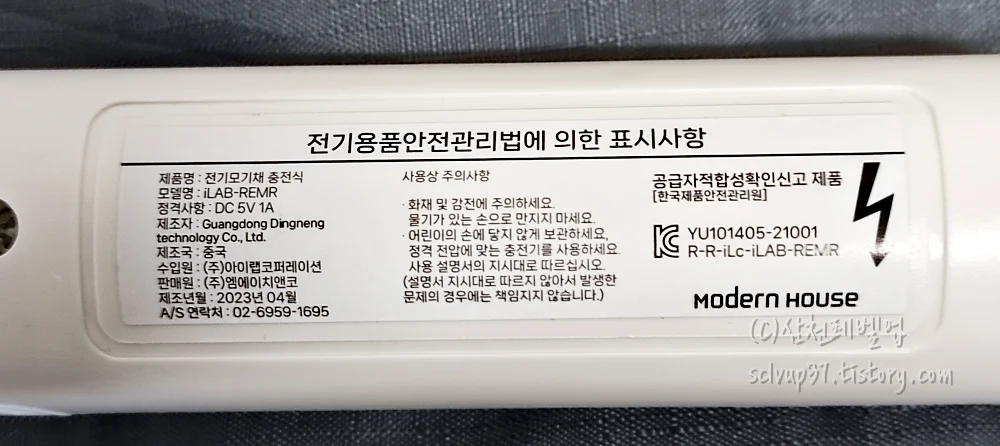 전기용품안전관리법에 의한 표시사항
제품명 : 전기모기채 충전식
모델명 : iLAB-REMR
정격사항 : DC 5V 1A
제조자 : Guangdong Dingneng
technology Co., Ltd.
제조국 : 중국
수입원 : (주)아이랩코퍼레이션
판매원 : (주)엠에이치앤코
제조년월 : 2023년 04월
A/S 연락처 : 02-6959-1695
사용상 주의사항
· 화재 및 감전에 주의하세요.
물기가 있는 손으로 만지지 마세요.
· 어린이의 손에 닿지 않게 보관하세요.
정격 전압에 맞는 충전기를 사용하세요.
사용 설명서의 지시대로 따르십시오.
(설명서 지시대로 따르지 않아서 발생한
문제의 경우에는 책임지지 않습니다.)
공급자적합성확인신고 제품
[한국제품안전관리원]
YU101405-21001
R-R-iLc-iLAB-REMR
MODERN HOUSE
(C)삼천레벨업
sclvup37.tistory.com